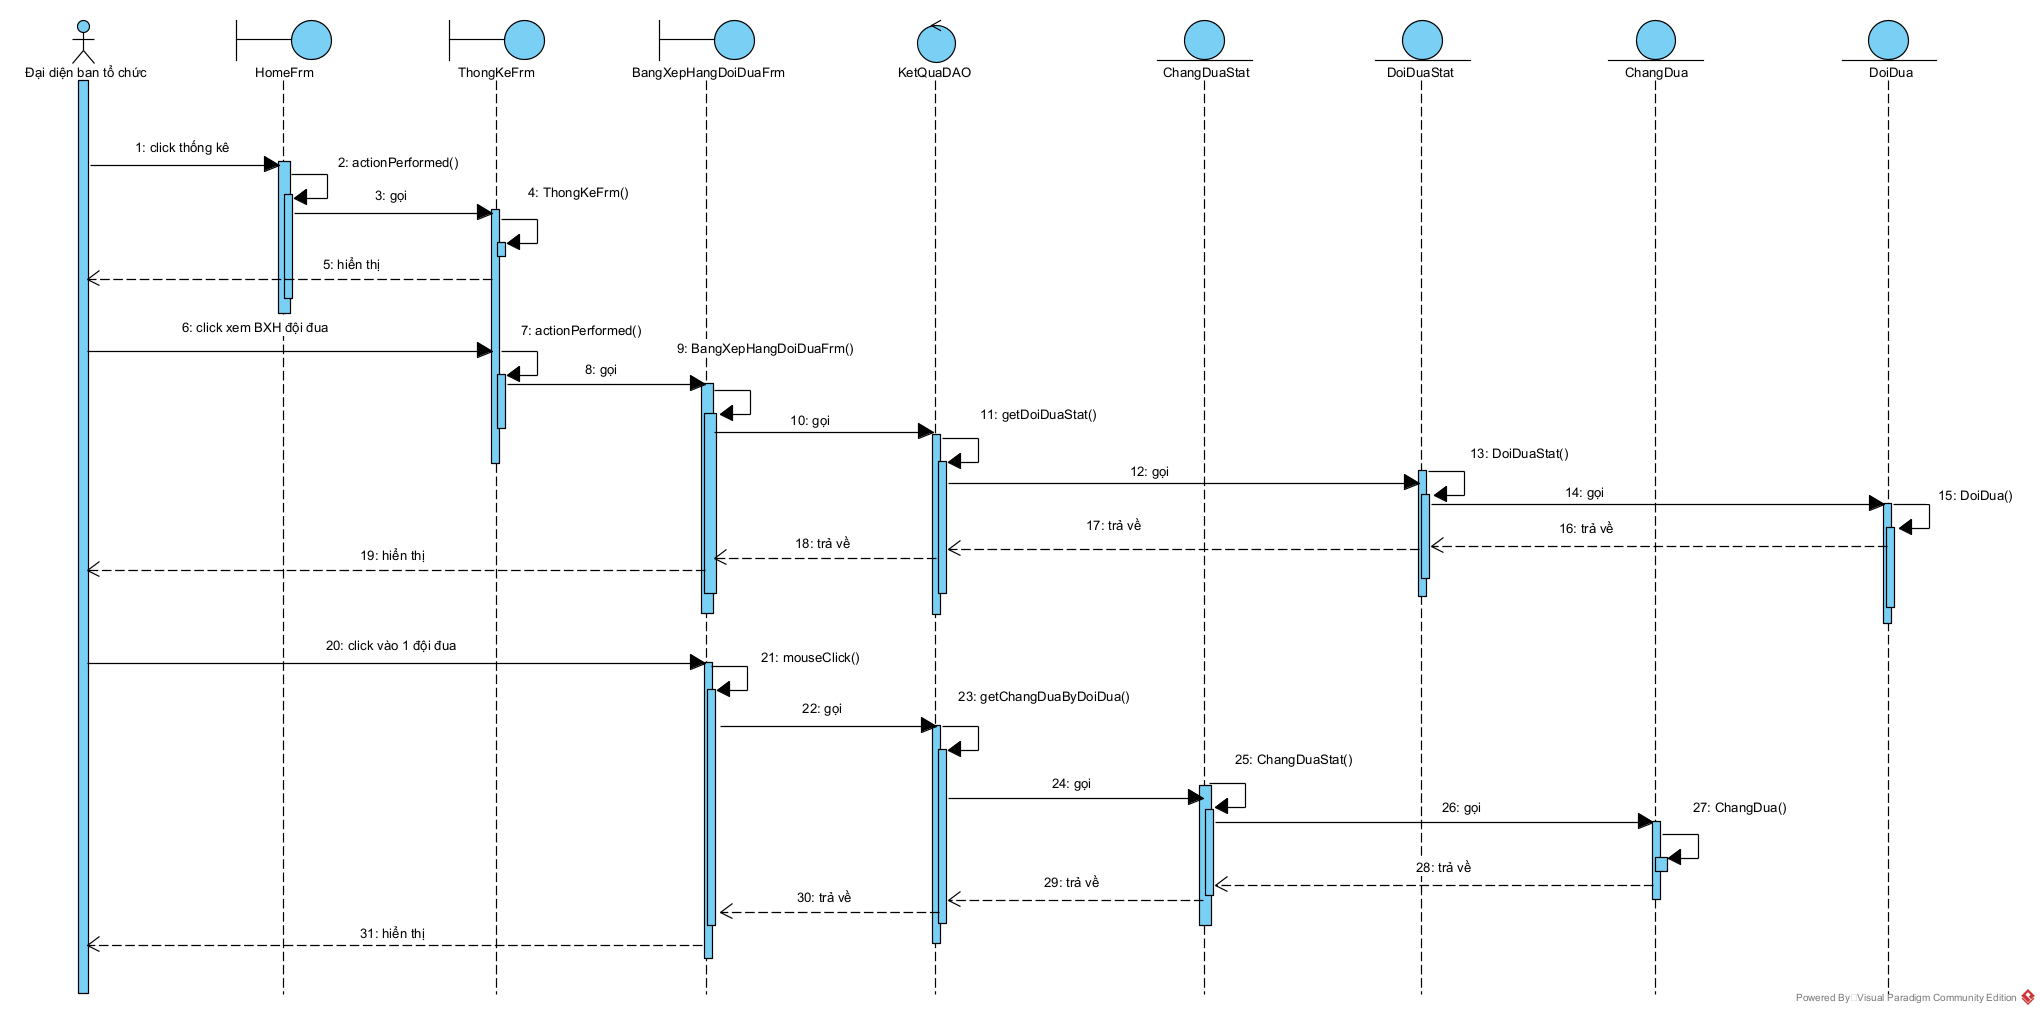 Đại diện ban tổ chức
HomeFrm
ThongKeFrm
BangXepHangDoiDuaFrm
KetQuaDAO
ChangDuaStat
DoiDuaStat
ChangDua
DoiDua
1: click thống kê
2: actionPerformed()
3: gọi
4: ThongKeFrm()
5: hiển thị
6: click xem BXH đội đua
7: actionPerformed()
8: gọi
9: BangXepHangDoiDuaFrm()
10: gọi
11: getDoiDuaStat()
12: gọi
13: DoiDuaStat()
14: gọi
15: DoiDua()
16: trả về
17: trả về
18: trả về
19: hiển thị
20: click vào 1 đội đua
21: mouseClick()
22: gọi
23: getChangDuaByDoiDua()
24: gọi
25: ChangDuaStat()
26: gọi
27: ChangDua()
28: trả về
29: trả về
30: trả về
31: hiển thị
Powered By Visual Paradigm Community Edition